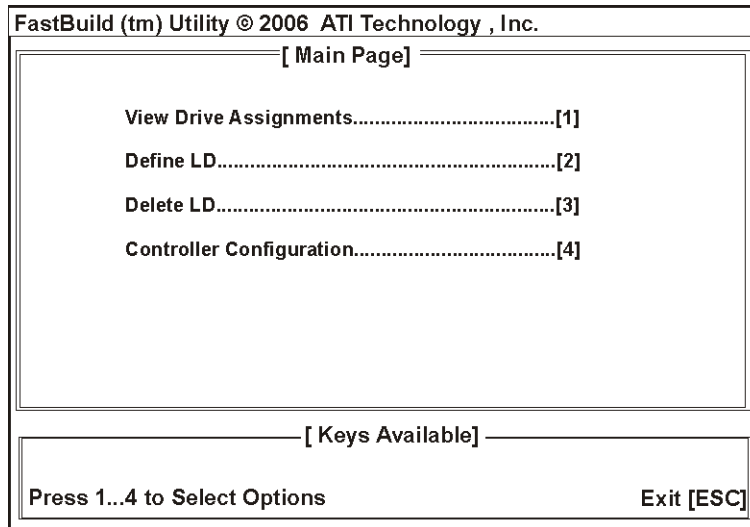 FastBuild (tm) Utility © 2006 ATI Technology , Inc.
[ Main Page]
View Drive Assignments.....................................[1]
Define LD..............................................................[2]
Delete LD..............................................................[3]
Controller Configuration.....................................[4]
[ Keys Available]
Press 1...4 to Select Options Exit [ESC]